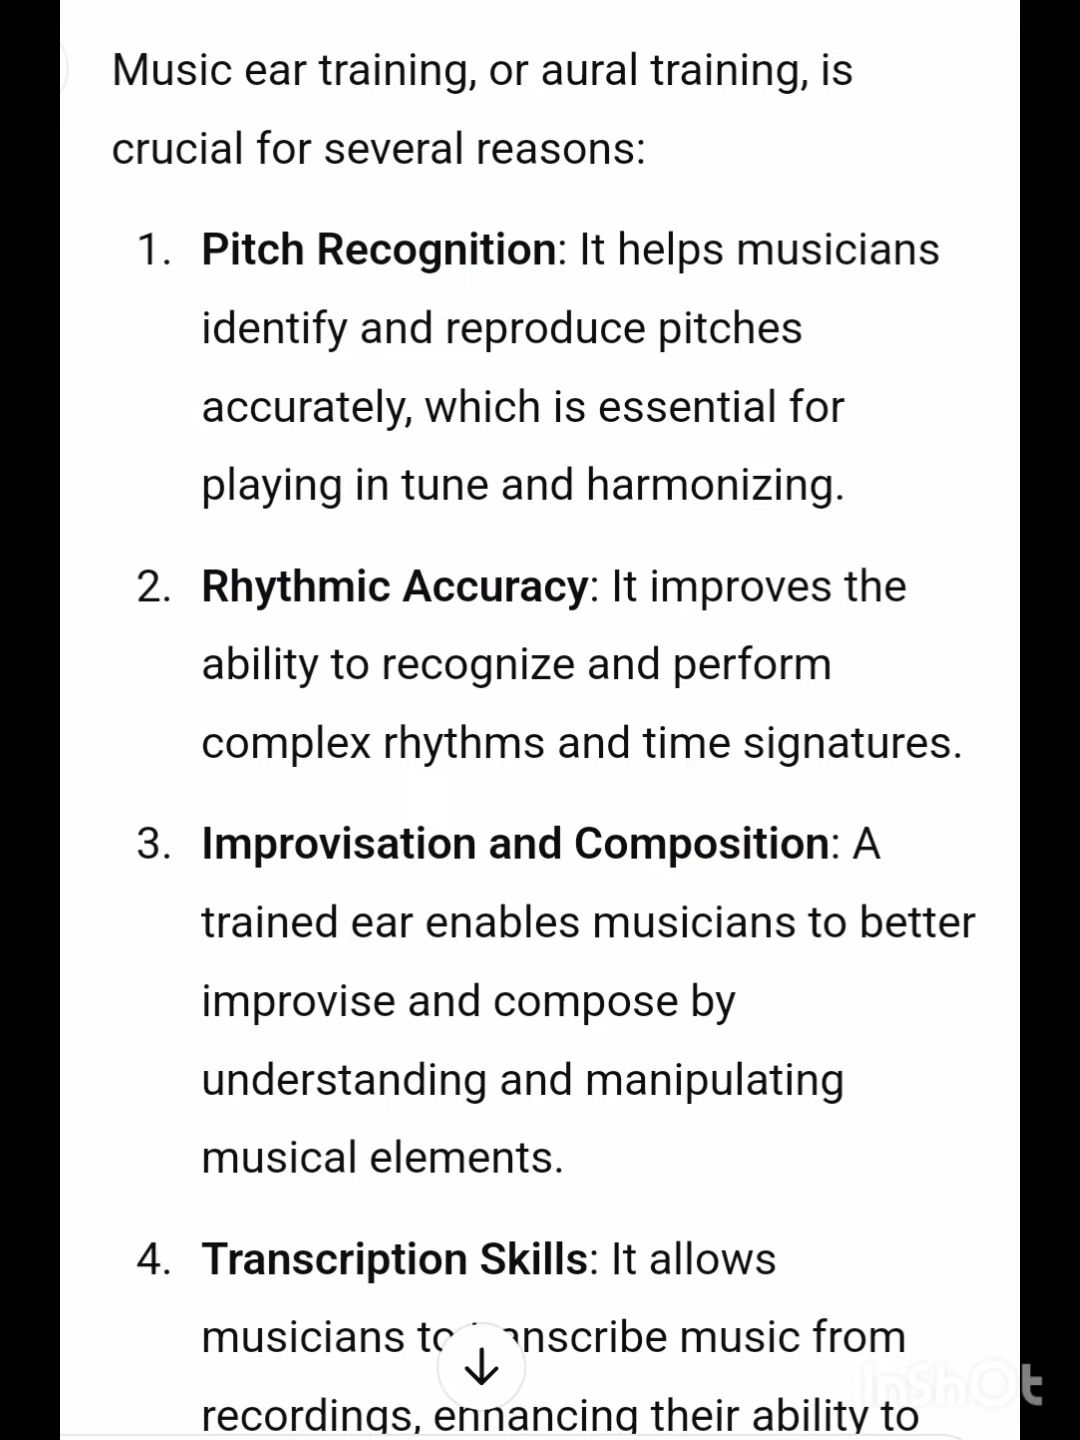 Music ear training, or aural training, is
crucial for several reasons:
1. Pitch Recognition: It helps musicians
identify and reproduce pitches
accurately, which is essential for
playing in tune and harmonizing.
2. Rhythmic Accuracy: It improves the
ability to recognize and perform
complex rhythms and time signatures.
3. Improvisation and Composition: A
trained ear enables musicians to better
improvise and compose by
understanding and manipulating
musical elements.
4. Transcription Skills: It allows
musicians to transcribe music from
recordings, enhancing their ability to
InShOt